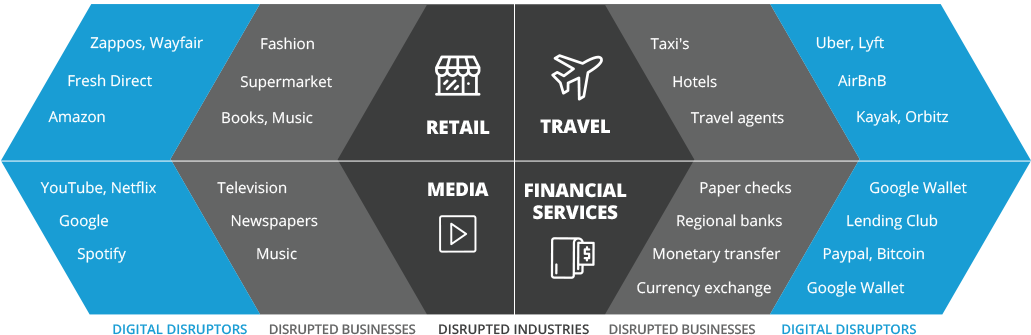 Zappos, Wayfair Fashion Taxi's Uber, Lyft
Fresh Direct Supermarket Hotels AirBnB
Amazon Books, Music RETAIL TRAVEL Travel agents Kayak, Orbitz
YouTube, Netflix Television MEDIA FINANCIAL SERVICES Paper checks Google Wallet
Google Newspapers Regional banks Lending Club
Spotify Music $ Monetary transfer Paypal, Bitcoin
Currency exchange Google Wallet
DIGITAL DISRUPTORS DISRUPTED BUSINESSES DISRUPTED INDUSTRIES DISRUPTED BUSINESSES DIGITAL DISRUPTORS